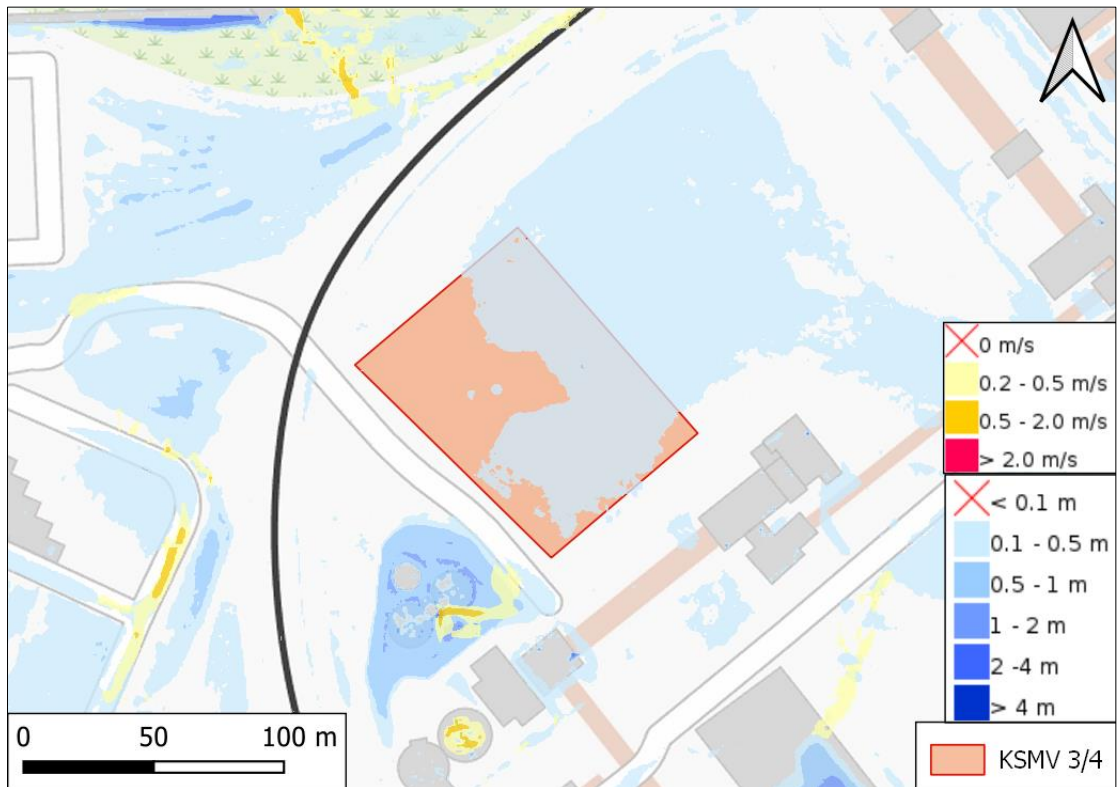 0 m/s
0.2 - 0.5 m/s
0.5 - 2.0 m/s
> 2.0 m/s
< 0.1 m
0.1 - 0.5 m
0.5 - 1 m
1 - 2 m
2 -4 m
> 4 m
KSMV 3/4
0 50 100 m